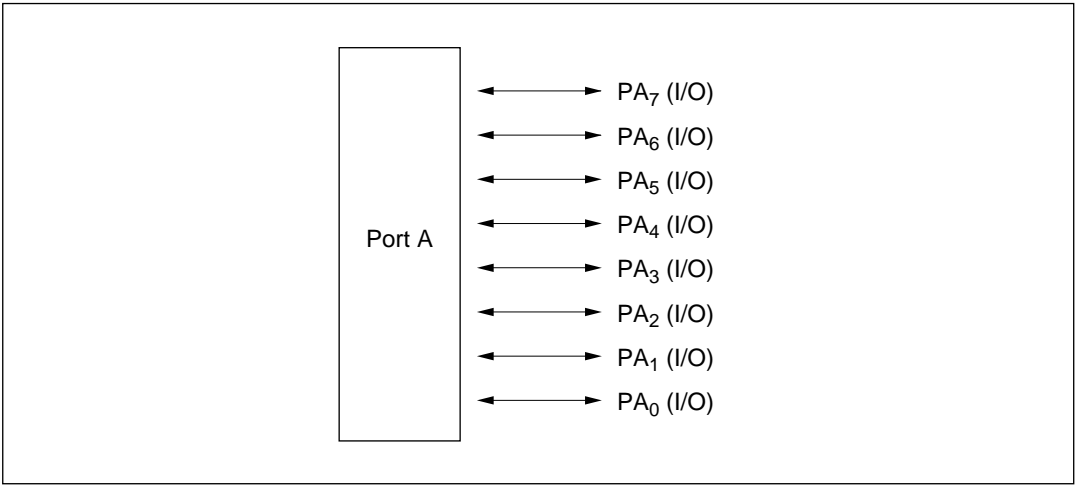 PA₇ (I/O)
PA₆ (I/O)
PA₅ (I/O)
PA₄ (I/O)
Port A
PA₃ (I/O)
PA₂ (I/O)
PA₁ (I/O)
PA₀ (I/O)